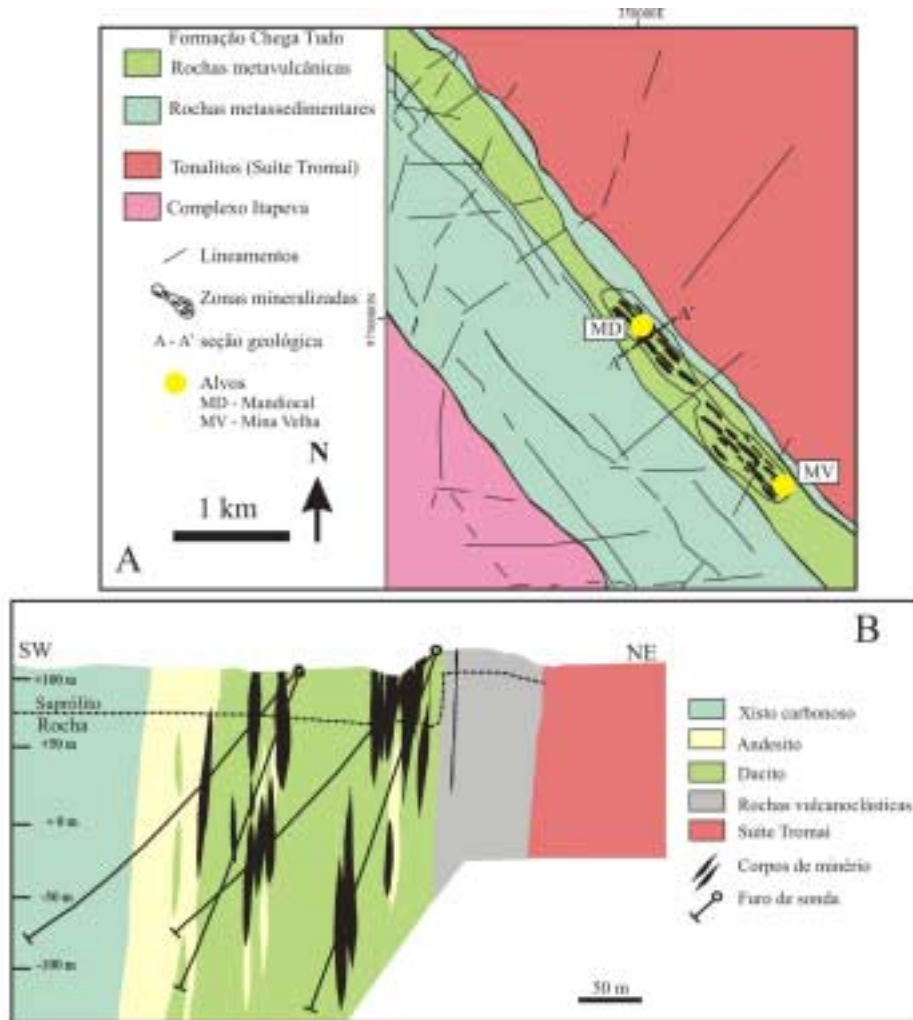 Formação Chega Tudo
Rochas metavulcânicas
Rochas metassedimentares
Tonalitos (Suíte Tromaí)
Complexo Itapeva
Lineamentos
Zonas mineralizadas
A - A' seção geológica
Alvos
MD - Mandiocal
MV - Mina Velha
N
1 km
A
MD
A'
A
MV
B
SW
NE
+100 m
Saprólito
Rocha
+50 m
+ 0 m
-50 m
-100 m
Xisto carbonoso
Andesito
Dacito
Rochas vulcanoclásticas
Suíte Tromaí
Corpos de minério
Furo de sonda
50 m